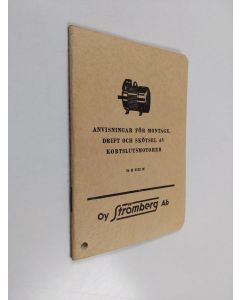 ANVISNINGAR FÖR MONTAGE,
DRIFT OCH SKÖTSEL AV
KORTSLUTSMOTORER
Oy Strömberg Ab